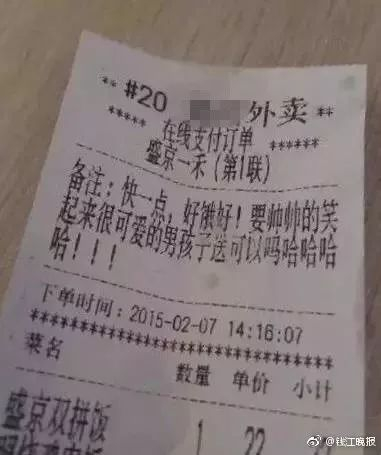 ** #20 外卖 **
***** 在线支付订单 ******
盛京一禾（第1联）
备注：快一点，好饿好！要帅帅的笑
起来很可爱的男孩子送可以吗哈哈哈
哈！！！
下单时间：2015-02-07 14:16:07
菜名 数量 单价 小计
盛京双拼饭 1 22
@钱江晚报